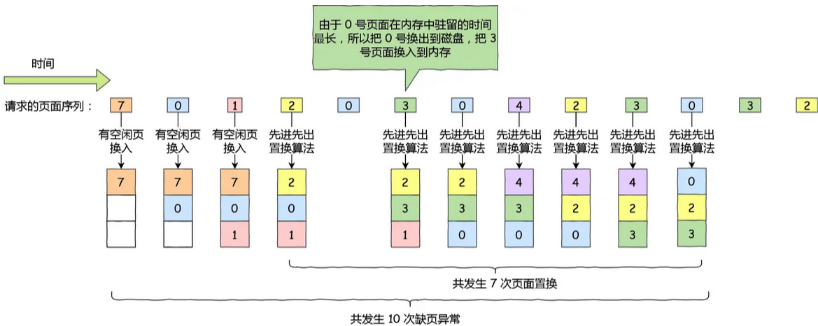 由于 0 号页面在内存中驻留的时间
最长，所以把 0 号换出到磁盘，把 3
号页面换入到内存
时间
请求的页面序列： 7 0 1 2 0 3 0 4 2 3 0 3 2
有空闲页 有空闲页 有空闲页 先进先出 先进先出 先进先出 先进先出 先进先出 先进先出 先进先出
换入 换入 换入 置换算法 置换算法 置换算法 置换算法 置换算法 置换算法 置换算法
7 7 7 2 2 2 4 4 4 0
0 0 0 3 3 3 2 2 2
1 1 1 0 0 0 3 3
共发生 7 次页面置换
共发生 10 次缺页异常